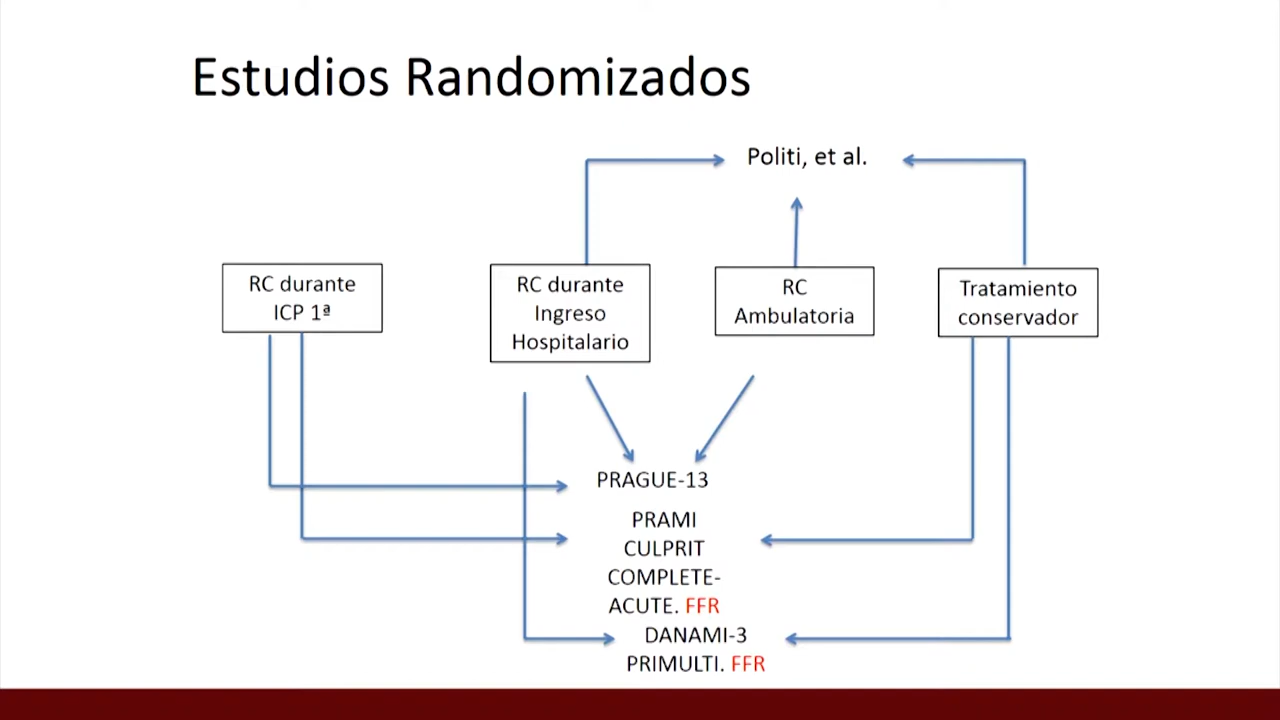 Estudios Randomizados
Politi, et al.
RC durante
ICP 1ª
RC durante
Ingreso
Hospitalario
RC
Ambulatoria
Tratamiento
conservador
PRAGUE-13
PRAMI
CULPRIT
COMPLETE-
ACUTE. FFR
DANAMI-3
PRIMULTI. FFR